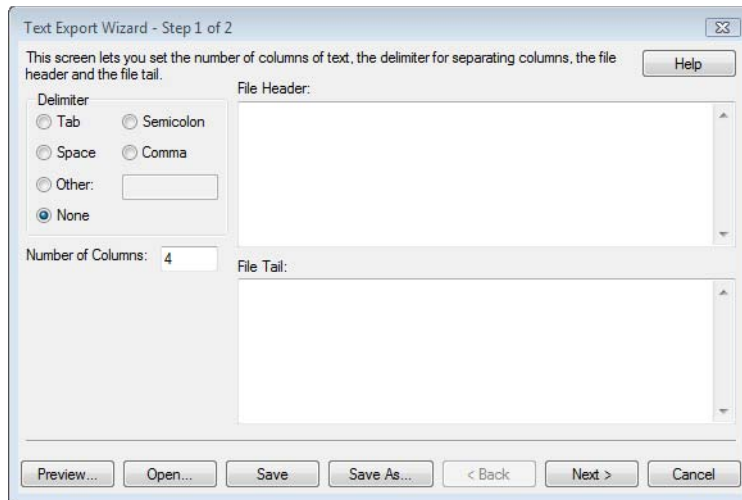 Text Export Wizard - Step 1 of 2
This screen lets you set the number of columns of text, the delimiter for separating columns, the file
header and the file tail.
Help
Delimiter
Tab
Semicolon
Space
Comma
Other:
None
Number of Columns: 4
File Header:
File Tail:
Preview...
Open...
Save
Save As...
< Back
Next >
Cancel